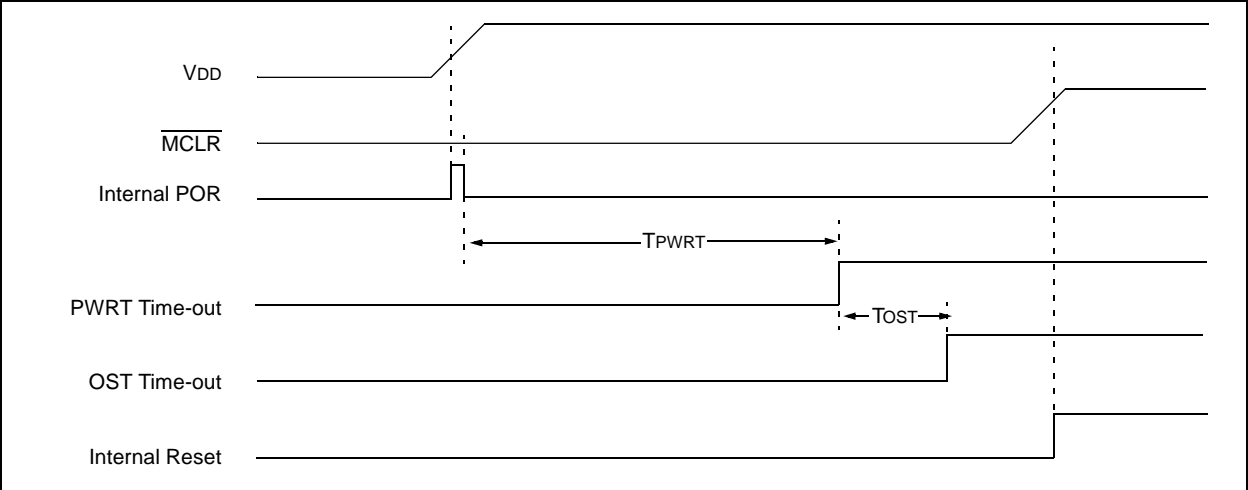 VDD
MCLR
Internal POR
TPWRT
PWRT Time-out
TOST
OST Time-out
Internal Reset